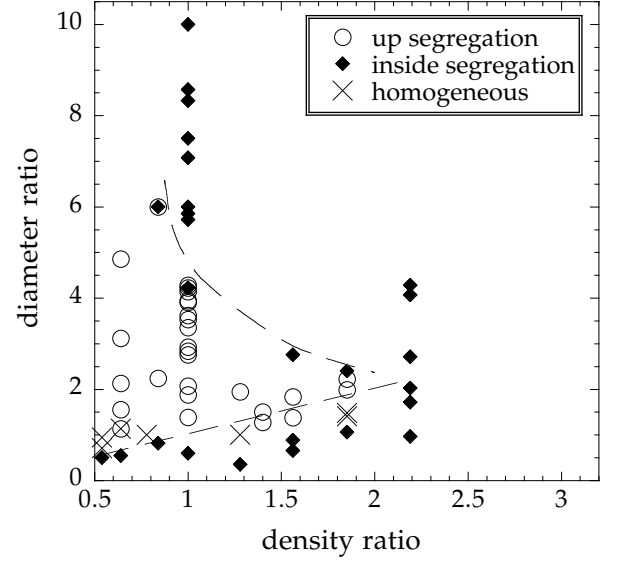 10
up segregation
inside segregation
homogeneous
8
6
diameter ratio
4
2
0
0.5
1
1.5
2
2.5
3
density ratio